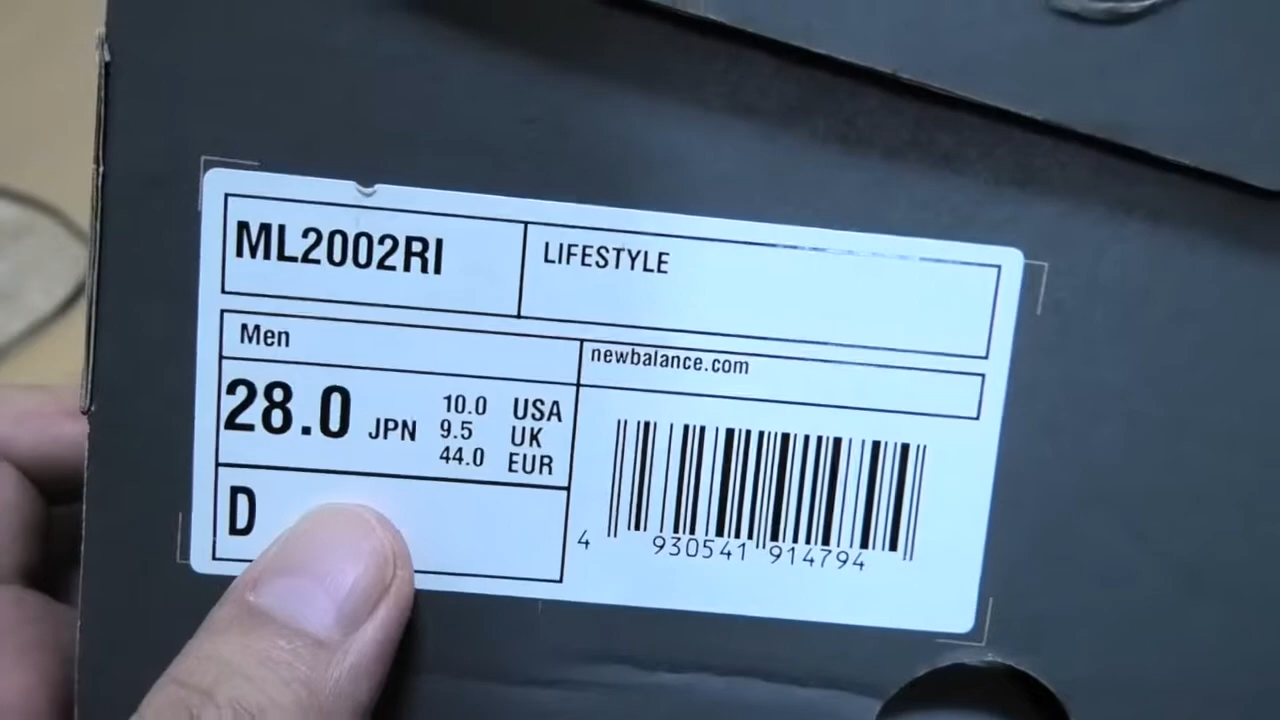 ML2002RI
LIFESTYLE
Men
newbalance.com
28.0 JPN
10.0 USA
9.5 UK
44.0 EUR
D
4 930541 914794